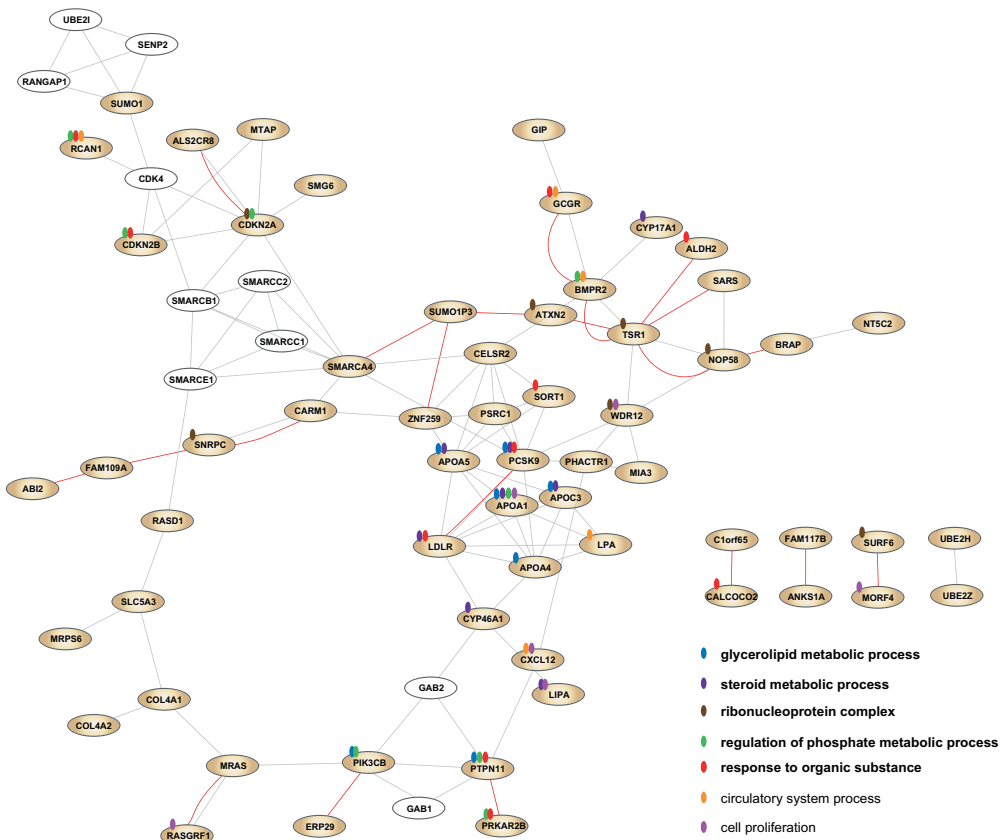 UBE2I
SENP2
RANGAP1
SUMO1
RCAN1
ALS2CR8
MTAP
GIP
CDK4
SMG6
GCGR
CDKN2A
CYP17A1
CDKN2B
ALDH2
SMARCC2
BMPR2
SARS
SMARCB1
SUMO1P3
ATXN2
NT5C2
TSR1
SMARCC1
BRAP
CELSR2
NOP58
SMARCA4
SMARCE1
SORT1
CARM1
ZNF259
PSRC1
WDR12
SNRPC
APOA5
PCSK9
PHACTR1
FAM109A
MIA3
ABI2
APOA1
APOC3
RASD1
LDLR
LPA
C1orf65
FAM117B
SURF6
UBE2H
APOA4
CALCOCO2
ANKS1A
MORF4
UBE2Z
SLC5A3
CYP46A1
MRPS6
CXCL12
glycerolipid metabolic process
GAB2
LIPA
steroid metabolic process
COL4A1
ribonucleoprotein complex
COL4A2
regulation of phosphate metabolic process
MRAS
PIK3CB
PTPN11
response to organic substance
GAB1
circulatory system process
ERP29
PRKAR2B
RASGRF1
cell proliferation